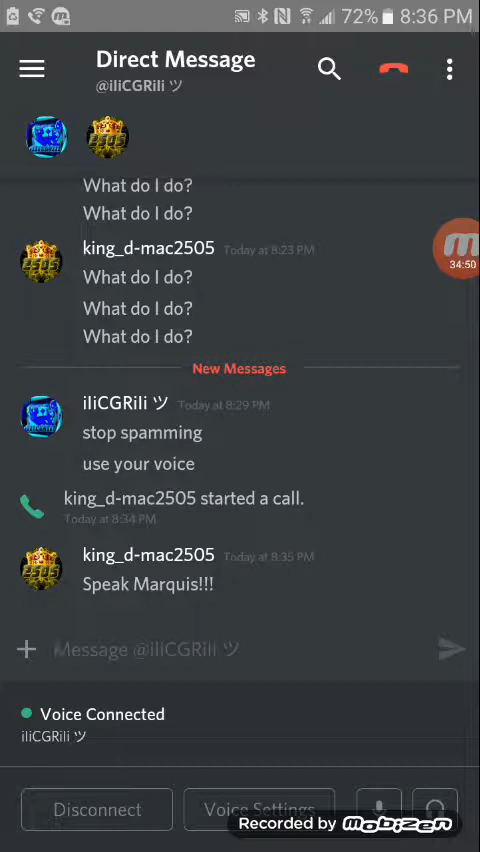 72% 8:36 PM
Direct Message
@iliCGRili ツ
What do I do?
What do I do?
king_d-mac2505 Today at 8:23 PM
What do I do?
34:50
What do I do?
What do I do?
New Messages
iliCGRili ツ Today at 8:29 PM
stop spamming
use your voice
king_d-mac2505 started a call.
Today at 8:34 PM
king_d-mac2505 Today at 8:35 PM
Speak Marquis!!!
Message @iliCGRili ツ
Voice Connected
iliCGRili ツ
Disconnect
Voice Settings
Recorded by mobizen